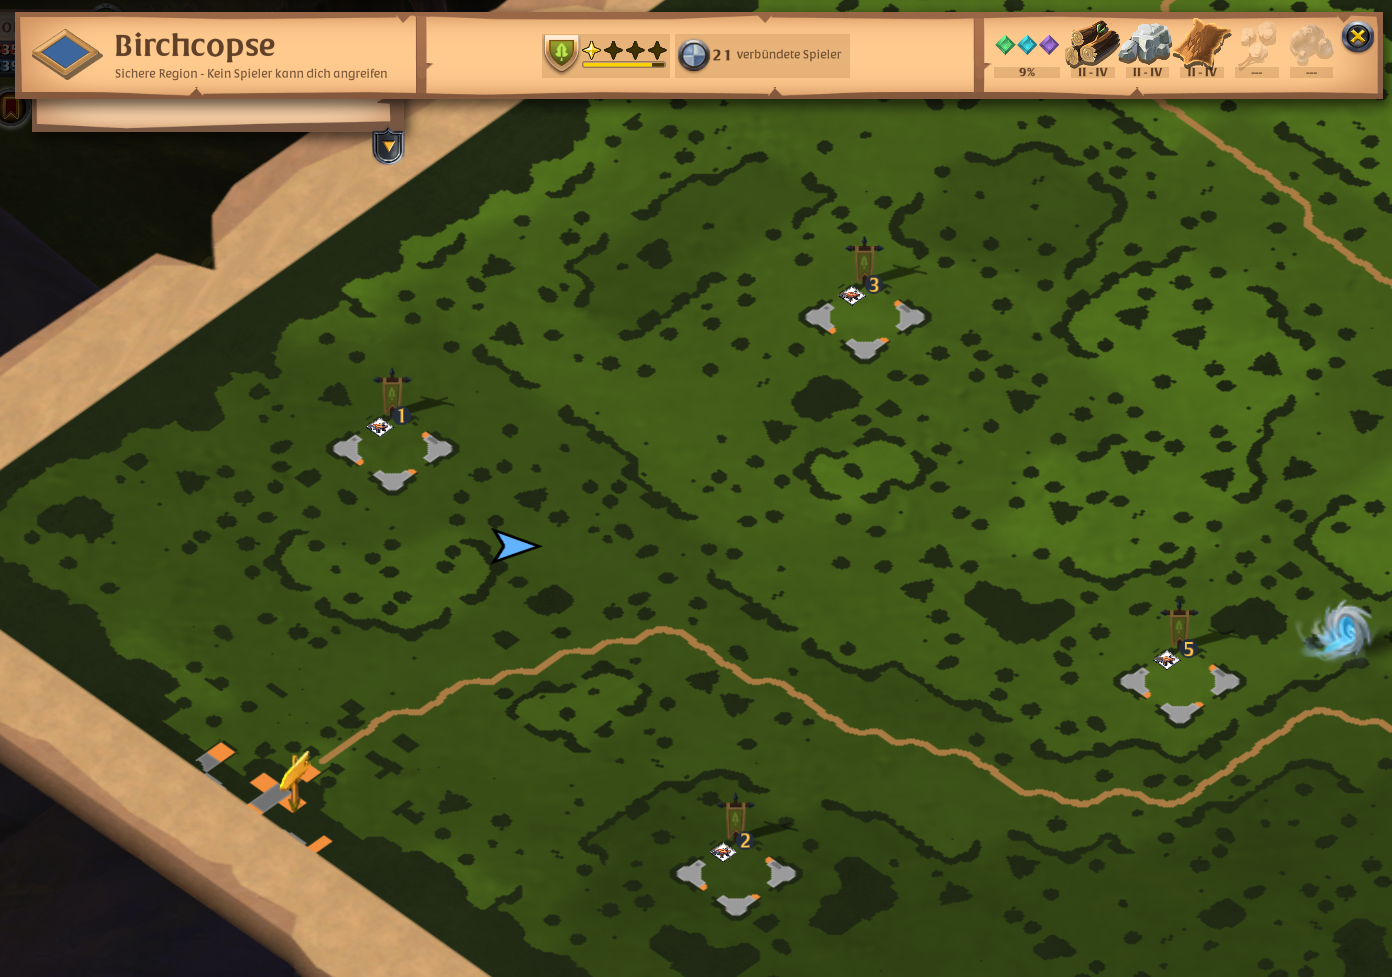 Birchcopse
Sichere Region - Kein Spieler kann dich angreifen
21 verbündete Spieler
9%
II - IV
II - IV
II - IV
---
---
3
1
5
2